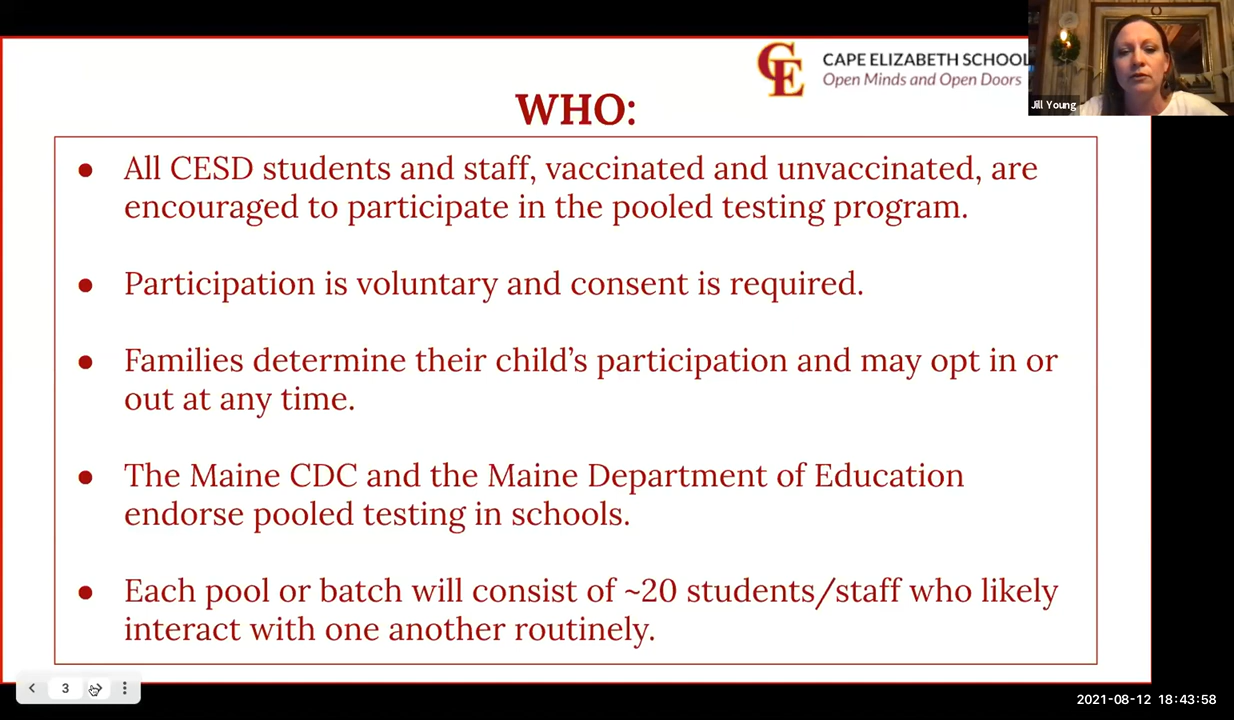 CE
CAPE ELIZABETH SCHOOL
Open Minds and Open Doors
Jill Young
WHO:
● All CESD students and staff, vaccinated and unvaccinated, are
encouraged to participate in the pooled testing program.
● Participation is voluntary and consent is required.
● Families determine their child's participation and may opt in or
out at any time.
● The Maine CDC and the Maine Department of Education
endorse pooled testing in schools.
● Each pool or batch will consist of ~20 students/staff who likely
interact with one another routinely.
3
2021-08-12 18:43:58